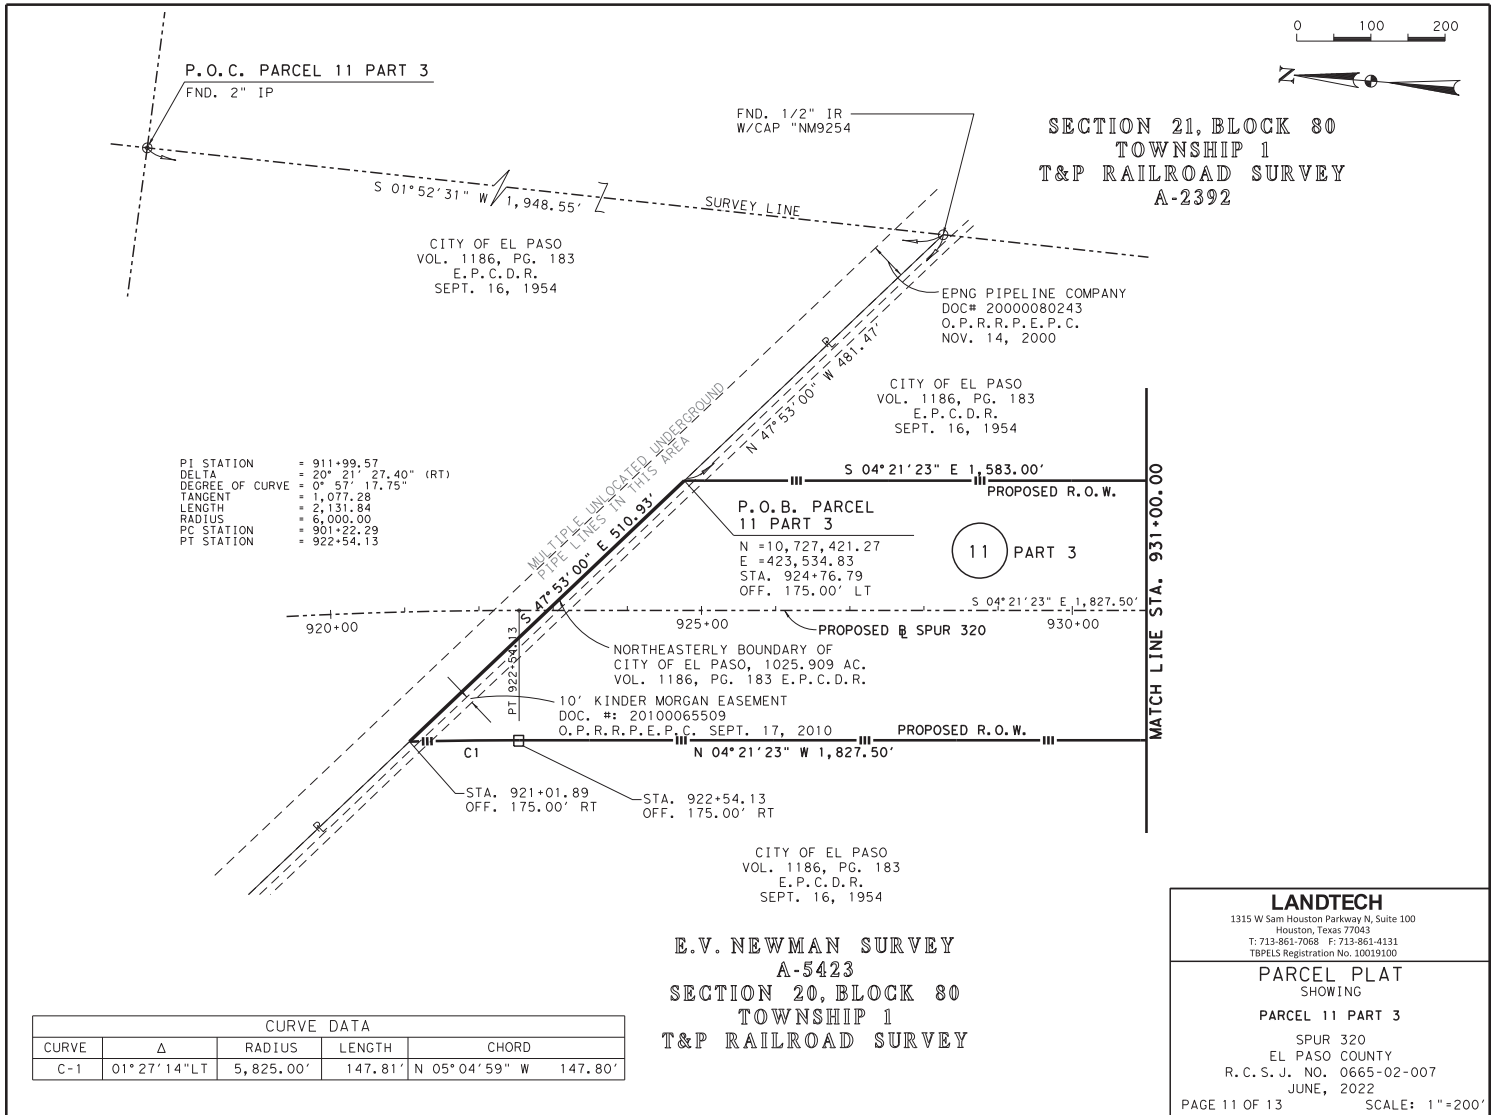 0 100 200
N
P.O.C. PARCEL 11 PART 3
FND. 2" IP
FND. 1/2" IR
W/CAP "NM9254
SECTION 21, BLOCK 80
TOWNSHIP 1
T&P RAILROAD SURVEY
A-2392
S 01°52'31" W 1,948.55'
SURVEY LINE
CITY OF EL PASO
VOL. 1186, PG. 183
E.P.C.D.R.
SEPT. 16, 1954
EPNG PIPELINE COMPANY
DOC# 20000080243
O.P.R.R.P.E.P.C.
NOV. 14, 2000
N 47°53'00" W 481.47'
CITY OF EL PASO
VOL. 1186, PG. 183
E.P.C.D.R.
SEPT. 16, 1954
MULTIPLE UNLOCATED UNDERGROUND
PIPE LINES IN THIS AREA
S 47°53'00" E 510.93'
PI STATION = 911+99.57
DELTA = 20° 21' 27.40" (RT)
DEGREE OF CURVE = 0° 57' 17.75"
TANGENT = 1,077.28
LENGTH = 2,131.84
RADIUS = 6,000.00
PC STATION = 901+22.29
PT STATION = 922+54.13
S 04°21'23" E 1,583.00'
PROPOSED R.O.W.
P.O.B. PARCEL
11 PART 3
N =10,727,421.27
E =423,534.83
STA. 924+76.79
OFF. 175.00' LT
11 PART 3
MATCH LINE STA. 931+00.00
S 04°21'23" E 1,827.50'
920+00
925+00
930+00
PROPOSED BL SPUR 320
PT 922+54.13
NORTHEASTERLY BOUNDARY OF
CITY OF EL PASO, 1025.909 AC.
VOL. 1186, PG. 183 E.P.C.D.R.
10' KINDER MORGAN EASEMENT
DOC. #: 20100065509
O.P.R.R.P.E.P.C. SEPT. 17, 2010
PROPOSED R.O.W.
C1
N 04°21'23" W 1,827.50'
STA. 921+01.89
OFF. 175.00' RT
STA. 922+54.13
OFF. 175.00' RT
CITY OF EL PASO
VOL. 1186, PG. 183
E.P.C.D.R.
SEPT. 16, 1954
E.V. NEWMAN SURVEY
A-5423
SECTION 20, BLOCK 80
TOWNSHIP 1
T&P RAILROAD SURVEY
CURVE DATA
CURVE Δ RADIUS LENGTH CHORD
C-1 01°27'14"LT 5,825.00' 147.81' N 05°04'59" W 147.80'
LANDTECH
1315 W Sam Houston Parkway N, Suite 100
Houston, Texas 77043
T: 713-861-7068 F: 713-861-4131
TBPELS Registration No. 10019100
PARCEL PLAT
SHOWING
PARCEL 11 PART 3
SPUR 320
EL PASO COUNTY
R.C.S.J. NO. 0665-02-007
JUNE, 2022
PAGE 11 OF 13 SCALE: 1"=200'